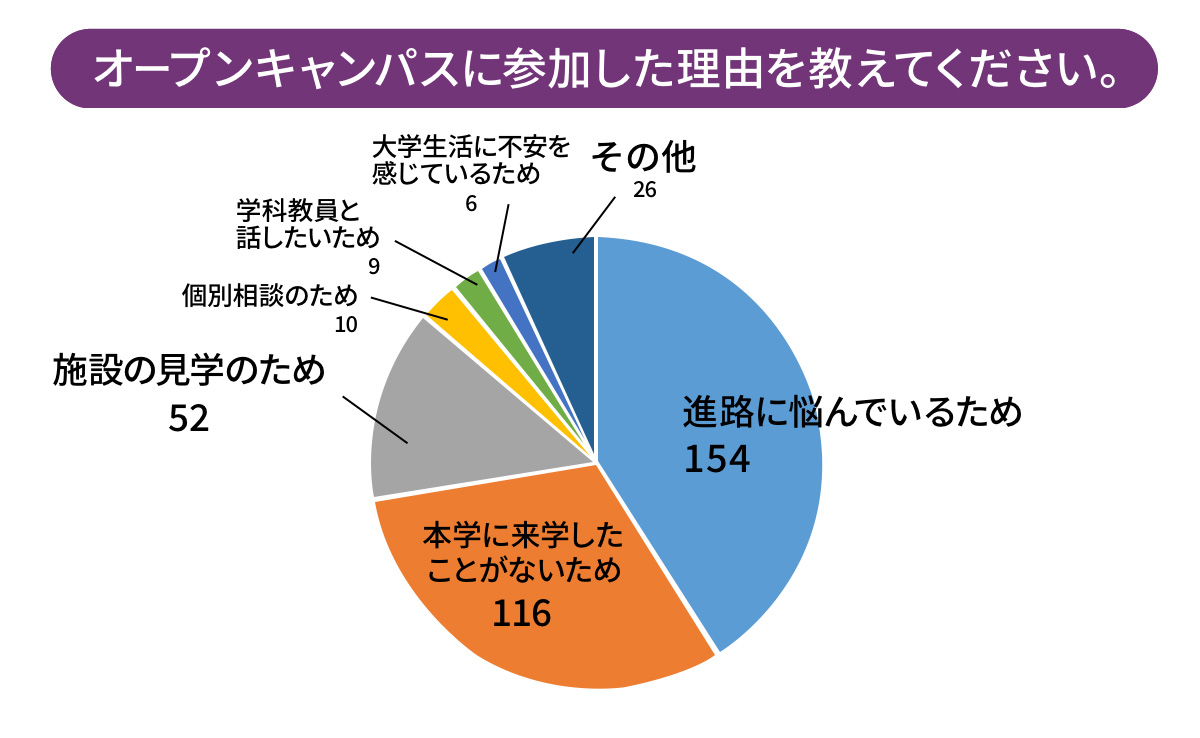 オープンキャンパスに参加した理由を教えてください。
大学生活に不安を
感じているため
6
その他
26
学科教員と
話したいため
9
個別相談のため
10
施設の見学のため
52
進路に悩んでいるため
154
本学に来学した
ことがないため
116